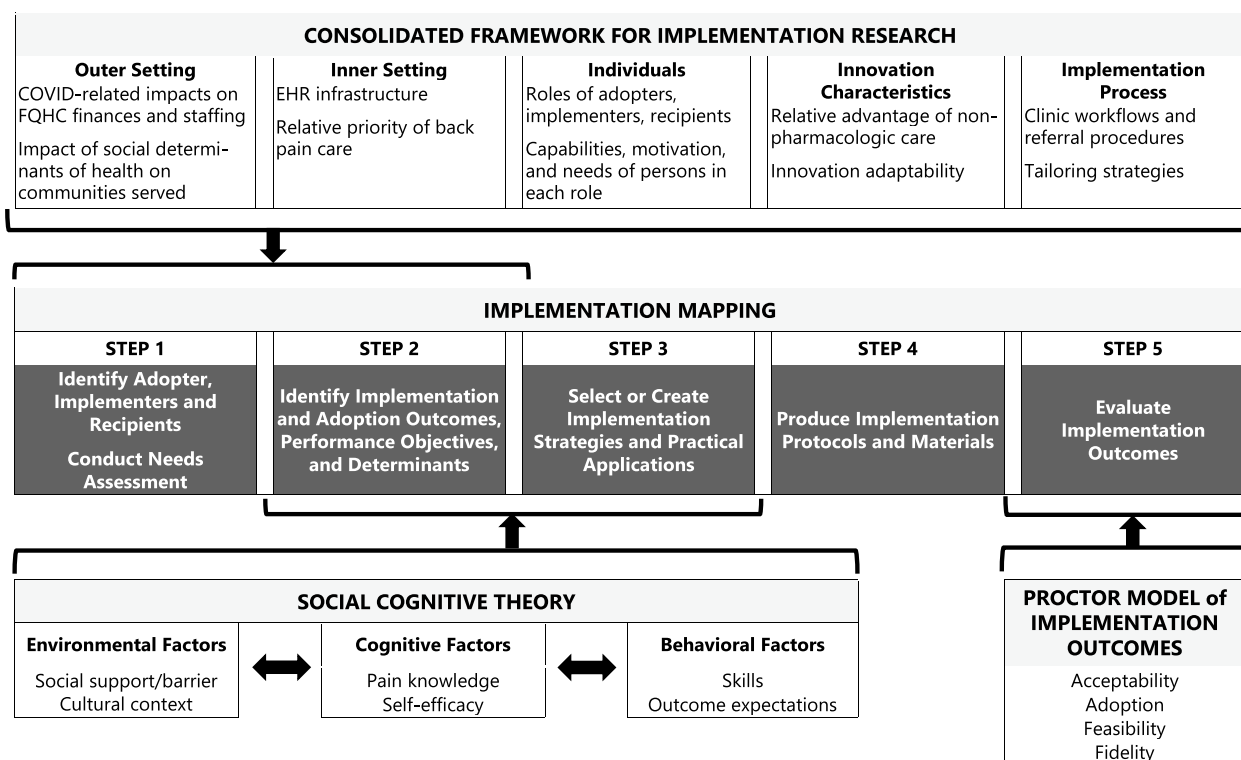 CONSOLIDATED FRAMEWORK FOR IMPLEMENTATION RESEARCH
Outer Setting
COVID-related impacts on
FQHC finances and staffing
Impact of social determi-
nants of health on
communities served
Inner Setting
EHR infrastructure
Relative priority of back
pain care
Individuals
Roles of adopters,
implementers, recipients
Capabilities, motivation,
and needs of persons in
each role
Innovation
Characteristics
Relative advantage of non-
pharmacologic care
Innovation adaptability
Implementation
Process
Clinic workflows and
referral procedures
Tailoring strategies
IMPLEMENTATION MAPPING
STEP 1
Identify Adopter,
Implementers and
Recipients
Conduct Needs
Assessment
STEP 2
Identify Implementation
and Adoption Outcomes,
Performance Objectives,
and Determinants
STEP 3
Select or Create
Implementation
Strategies and Practical
Applications
STEP 4
Produce Implementation
Protocols and Materials
STEP 5
Evaluate
Implementation
Outcomes
SOCIAL COGNITIVE THEORY
Environmental Factors
Social support/barrier
Cultural context
Cognitive Factors
Pain knowledge
Self-efficacy
Behavioral Factors
Skills
Outcome expectations
PROCTOR MODEL of
IMPLEMENTATION
OUTCOMES
Acceptability
Adoption
Feasibility
Fidelity